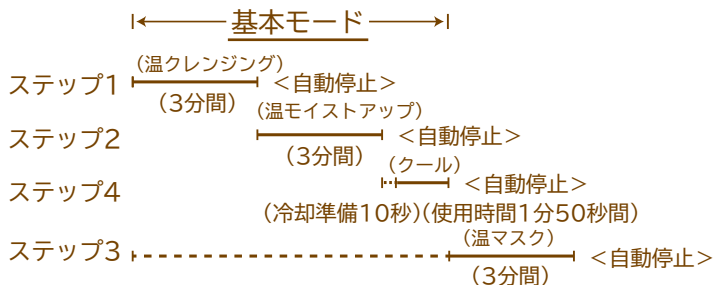 基本モード
(温クレンジング)
ステップ1 <自動停止>
(3分間) (温モイストアップ)
ステップ2 <自動停止>
(3分間) (クール)
ステップ4 <自動停止>
(冷却準備10秒)(使用時間1分50秒間)
(温マスク)
ステップ3 <自動停止>
(3分間)